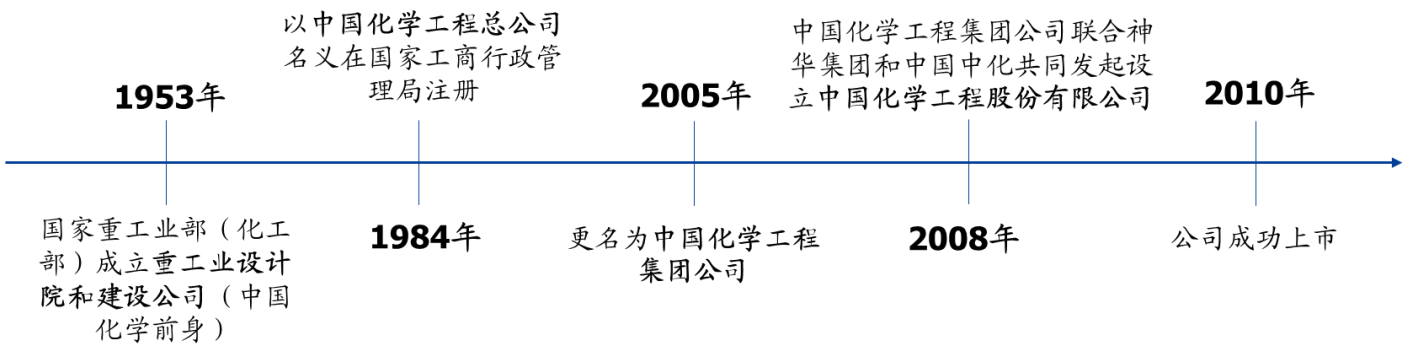 1953年
国家重工业部（化工
部）成立重工业设计
院和建设公司（中国
化学前身）
以中国化学工程总公司
名义在国家工商行政管
理局注册
1984年
2005年
更名为中国化学工程
集团公司
中国化学工程集团公司联合神
华集团和中国中化共同发起设
立中国化学工程股份有限公司
2008年
2010年
公司成功上市